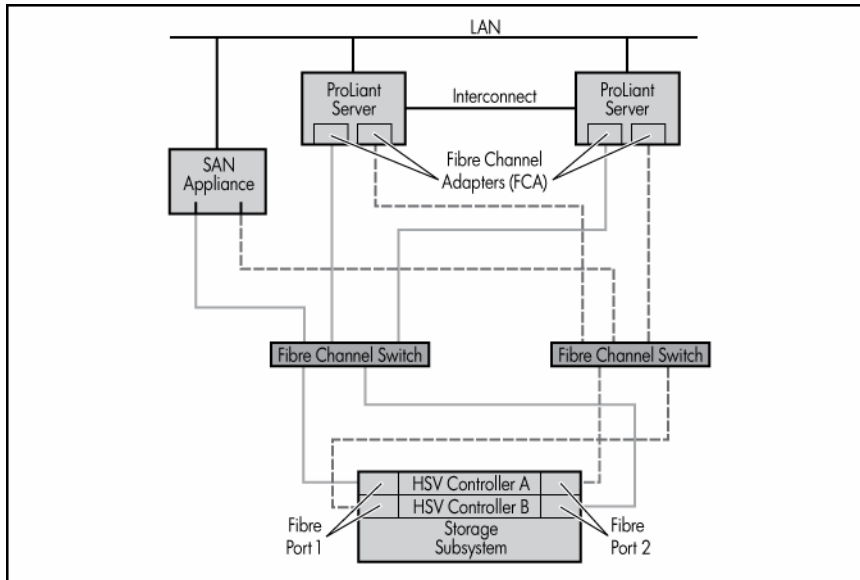 LAN
ProLiant
Server
Interconnect
ProLiant
Server
Fibre Channel
Adapters (FCA)
SAN
Appliance
Fibre Channel Switch
Fibre Channel Switch
HSV Controller A
HSV Controller B
Storage
Subsystem
Fibre
Port 1
Fibre
Port 2